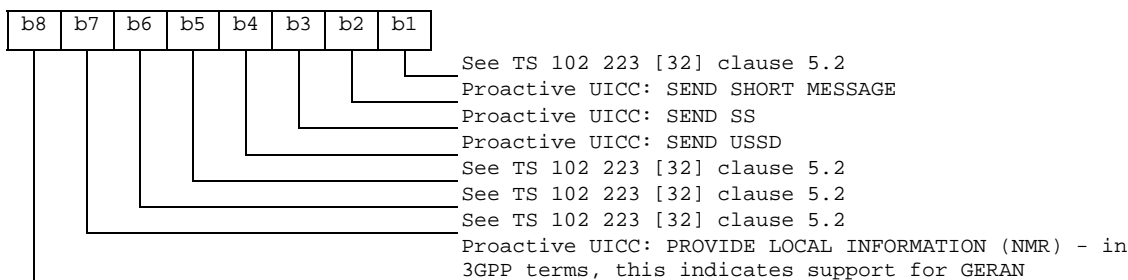 b8 b7 b6 b5 b4 b3 b2 b1
See TS 102 223 [32] clause 5.2
Proactive UICC: SEND SHORT MESSAGE
Proactive UICC: SEND SS
Proactive UICC: SEND USSD
See TS 102 223 [32] clause 5.2
See TS 102 223 [32] clause 5.2
See TS 102 223 [32] clause 5.2
Proactive UICC: PROVIDE LOCAL INFORMATION (NMR) - in
3GPP terms, this indicates support for GERAN